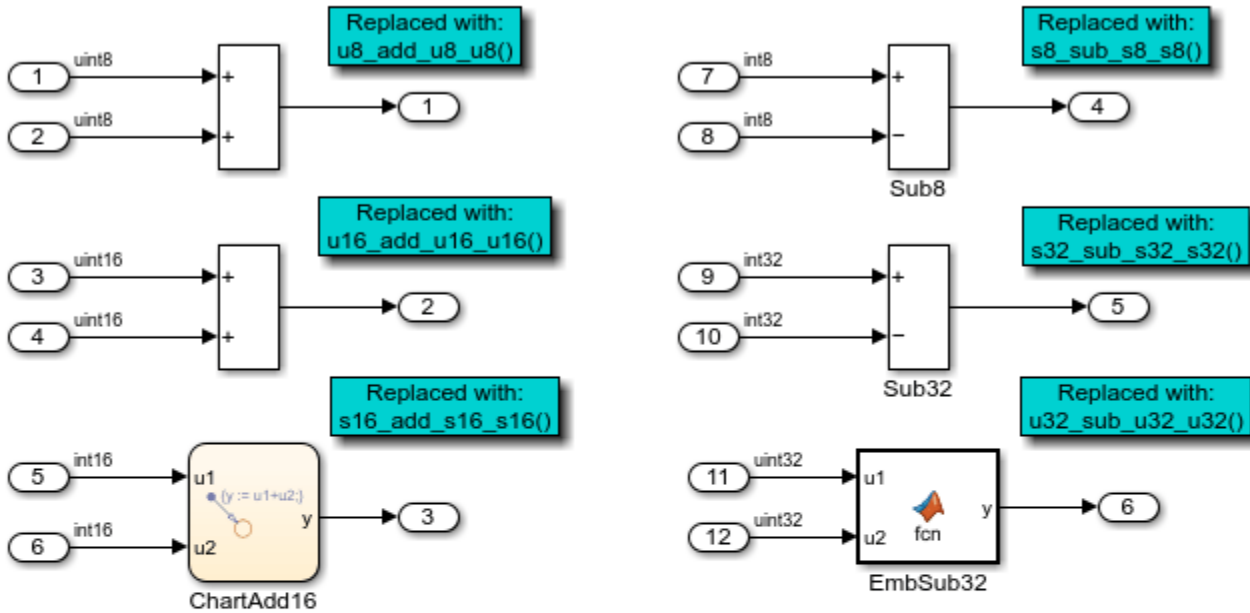 Replaced with:
u8_add_u8_u8()
uint8
1
+
uint8
2
+
1
Replaced with:
s8_sub_s8_s8()
int8
7
+
int8
8
−
4
Sub8
Replaced with:
u16_add_u16_u16()
uint16
3
+
uint16
4
+
2
Replaced with:
s32_sub_s32_s32()
int32
9
+
int32
10
−
5
Sub32
Replaced with:
s16_add_s16_s16()
int16
5
u1
{y := u1+u2;}
int16
6
u2
y
3
ChartAdd16
Replaced with:
u32_sub_u32_u32()
uint32
11
u1
uint32
12
u2
fcn
y
6
EmbSub32